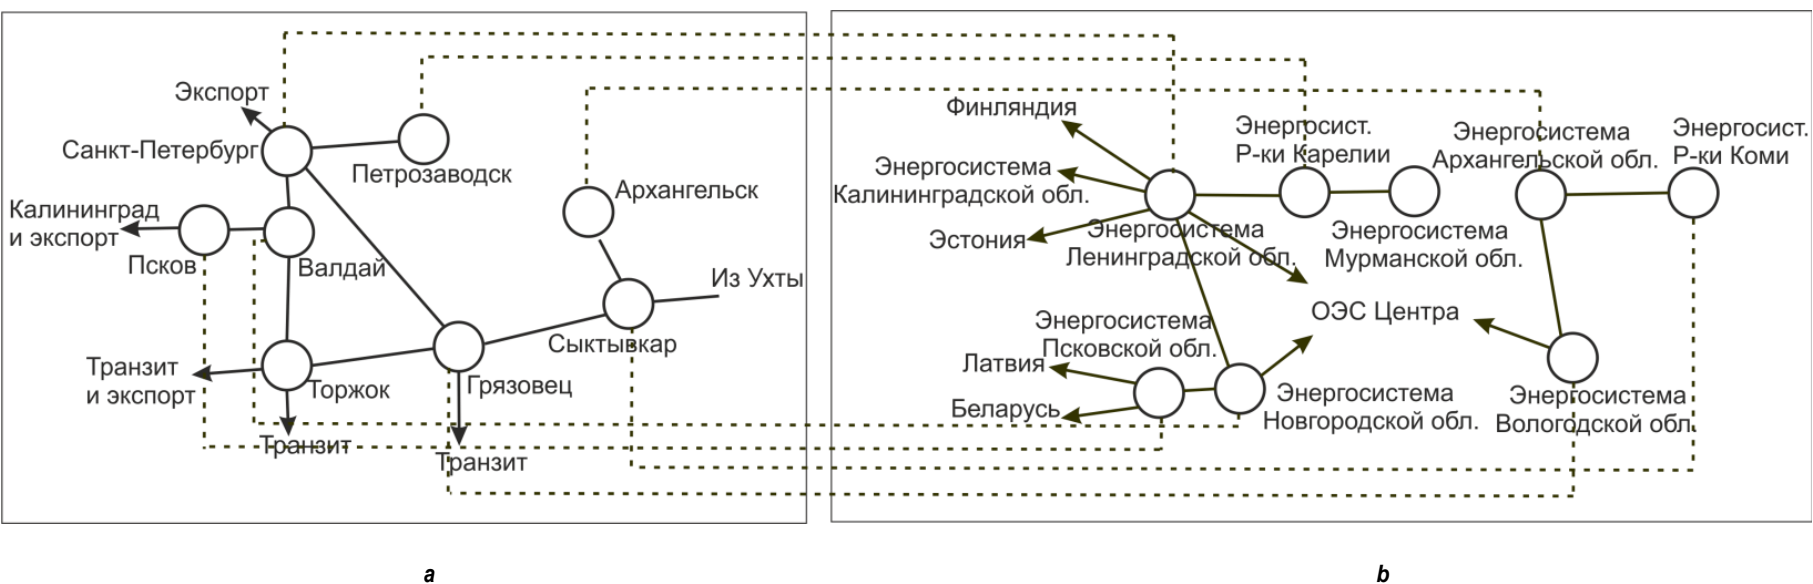 Экспорт
Санкт-Петербург
Петрозаводск
Архангельск
Калининград
и экспорт
Псков
Валдай
Из Ухты
Сыктывкар
Транзит
и экспорт
Торжок
Грязовец
Транзит
Транзит
a
Финляндия
Энергосист.
Р-ки Карелии
Энергосистема
Архангельской обл.
Энергосист.
Р-ки Коми
Энергосистема
Калининградской обл.
Эстония
Энергосистема
Ленинградской обл.
Энергосистема
Мурманской обл.
ОЭС Центра
Энергосистема
Псковской обл.
Латвия
Беларусь
Энергосистема
Новгородской обл.
Энергосистема
Вологодской обл.
b